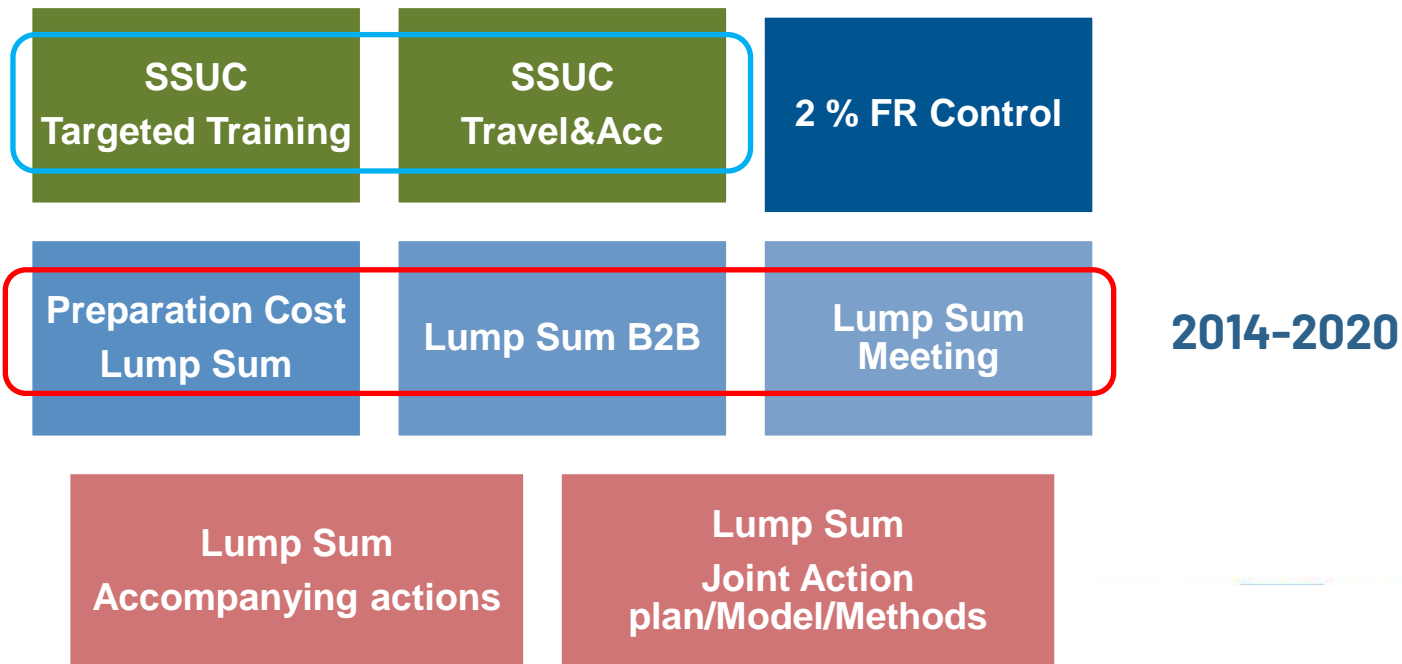 SSUC
Targeted Training
SSUC
Travel&Acc
2 % FR Control
Preparation Cost
Lump Sum
Lump Sum B2B
Lump Sum
Meeting
2014-2020
Lump Sum
Accompanying actions
Lump Sum
Joint Action
plan/Model/Methods